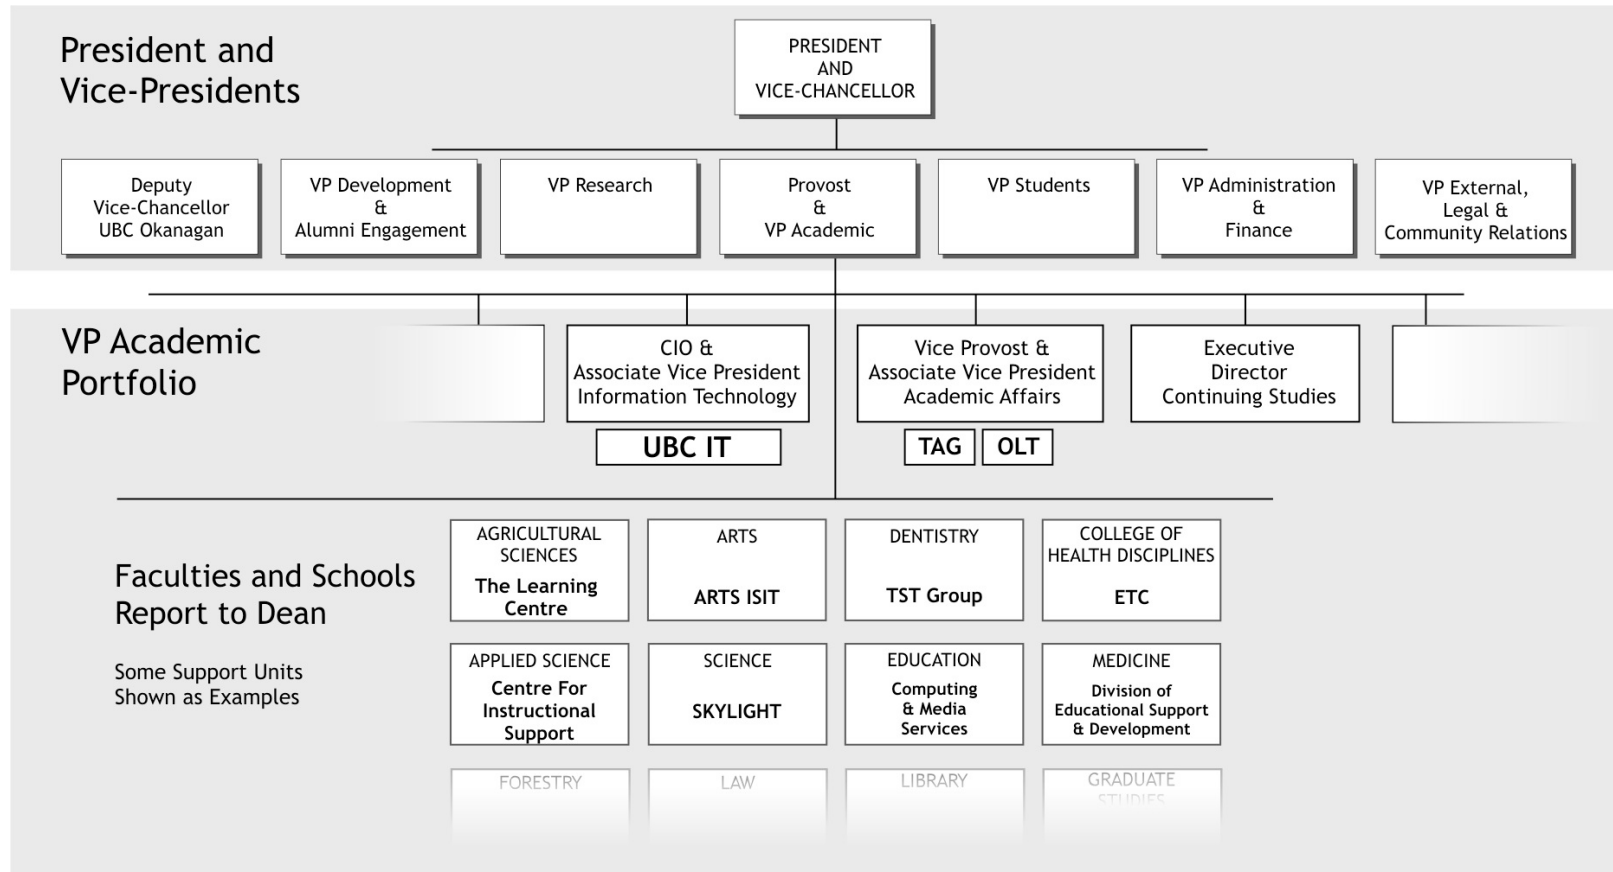 President and
Vice-Presidents
PRESIDENT
AND
VICE-CHANCELLOR
Deputy
Vice-Chancellor
UBC Okanagan
VP Development
&
Alumni Engagement
VP Research
Provost
&
VP Academic
VP Students
VP Administration
&
Finance
VP External,
Legal &
Community Relations
VP Academic
Portfolio
CIO &
Associate Vice President
Information Technology
UBC IT
Vice Provost &
Associate Vice President
Academic Affairs
TAG
OLT
Executive
Director
Continuing Studies
Faculties and Schools
Report to Dean
Some Support Units
Shown as Examples
AGRICULTURAL
SCIENCES
The Learning
Centre
ARTS
ARTS ISIT
DENTISTRY
TST Group
COLLEGE OF
HEALTH DISCIPLINES
ETC
APPLIED SCIENCE
Centre For
Instructional
Support
SCIENCE
SKYLIGHT
EDUCATION
Computing
& Media
Services
MEDICINE
Division of
Educational Support
& Development
FORESTRY
LAW
LIBRARY
GRADUATE
STUDIES